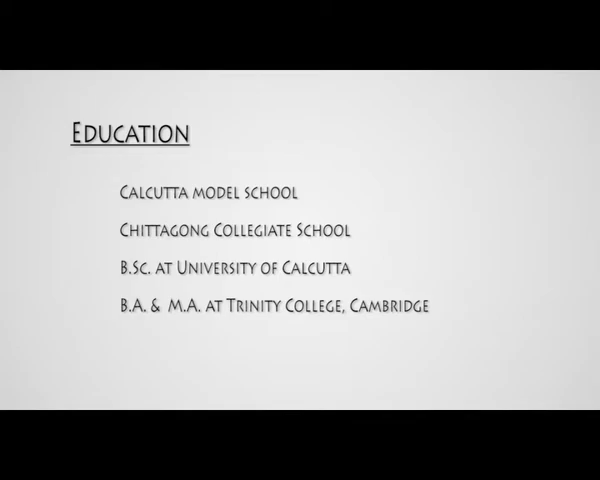 Education
Calcutta model school
Chittagong Collegiate School
B.Sc. at University of Calcutta
B.A. & M.A. at Trinity College, Cambridge